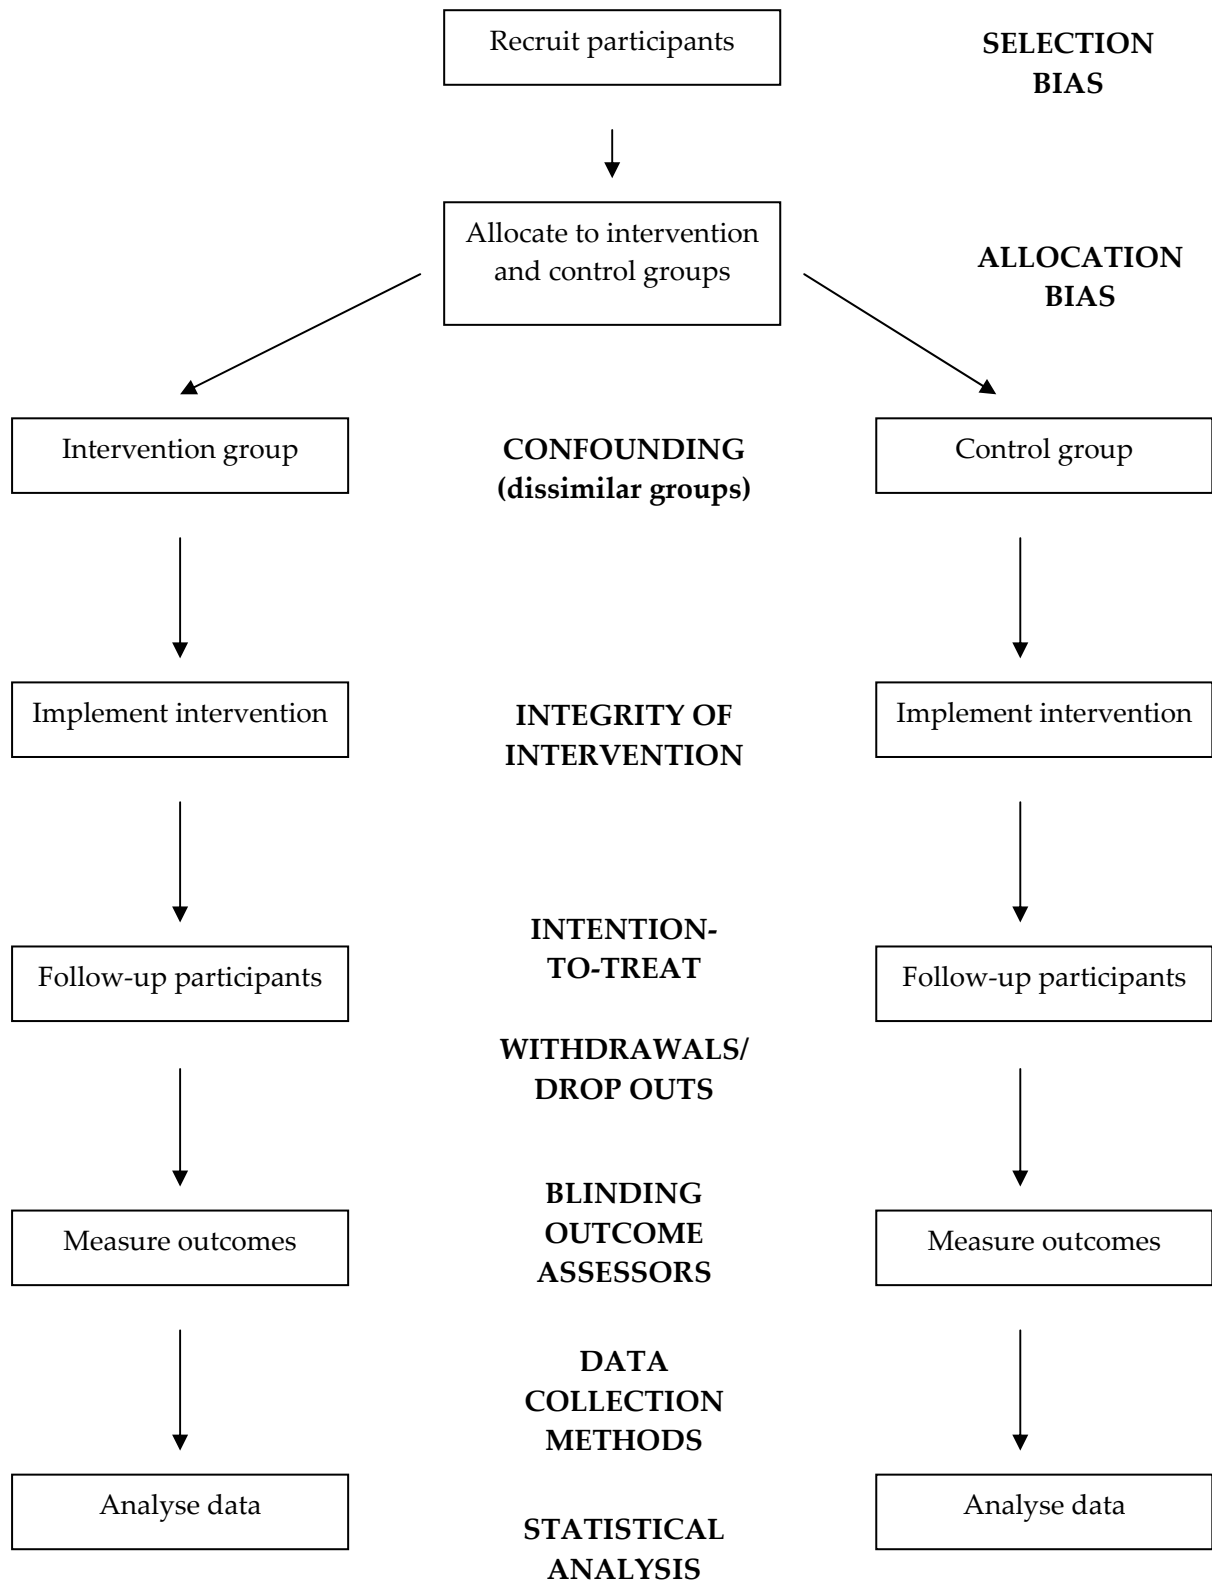 Recruit participants
SELECTION
BIAS
Allocate to intervention
and control groups
ALLOCATION
BIAS
Intervention group
CONFOUNDING
(dissimilar groups)
Control group
Implement intervention
INTEGRITY OF
INTERVENTION
Implement intervention
INTENTION-
TO-TREAT
Follow-up participants
Follow-up participants
WITHDRAWALS/
DROP OUTS
BLINDING
OUTCOME
ASSESSORS
Measure outcomes
Measure outcomes
DATA
COLLECTION
METHODS
Analyse data
Analyse data
STATISTICAL
ANALYSIS